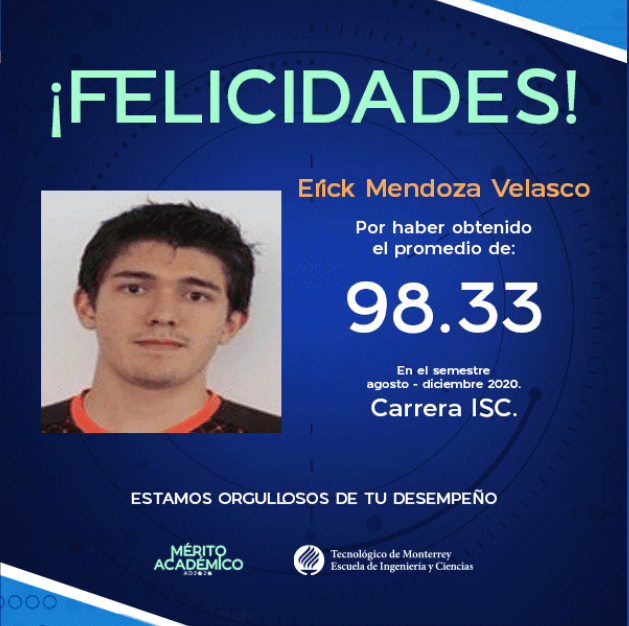 ¡FELICIDADES!
Erick Mendoza Velasco
Por haber obtenido
el promedio de:
98.33
En el semestre
agosto - diciembre 2020.
Carrera ISC.
ESTAMOS ORGULLOSOS DE TU DESEMPEÑO
MÉRITO
ACADÉMICO
AD2020
Tecnológico de Monterrey
Escuela de Ingeniería y Ciencias